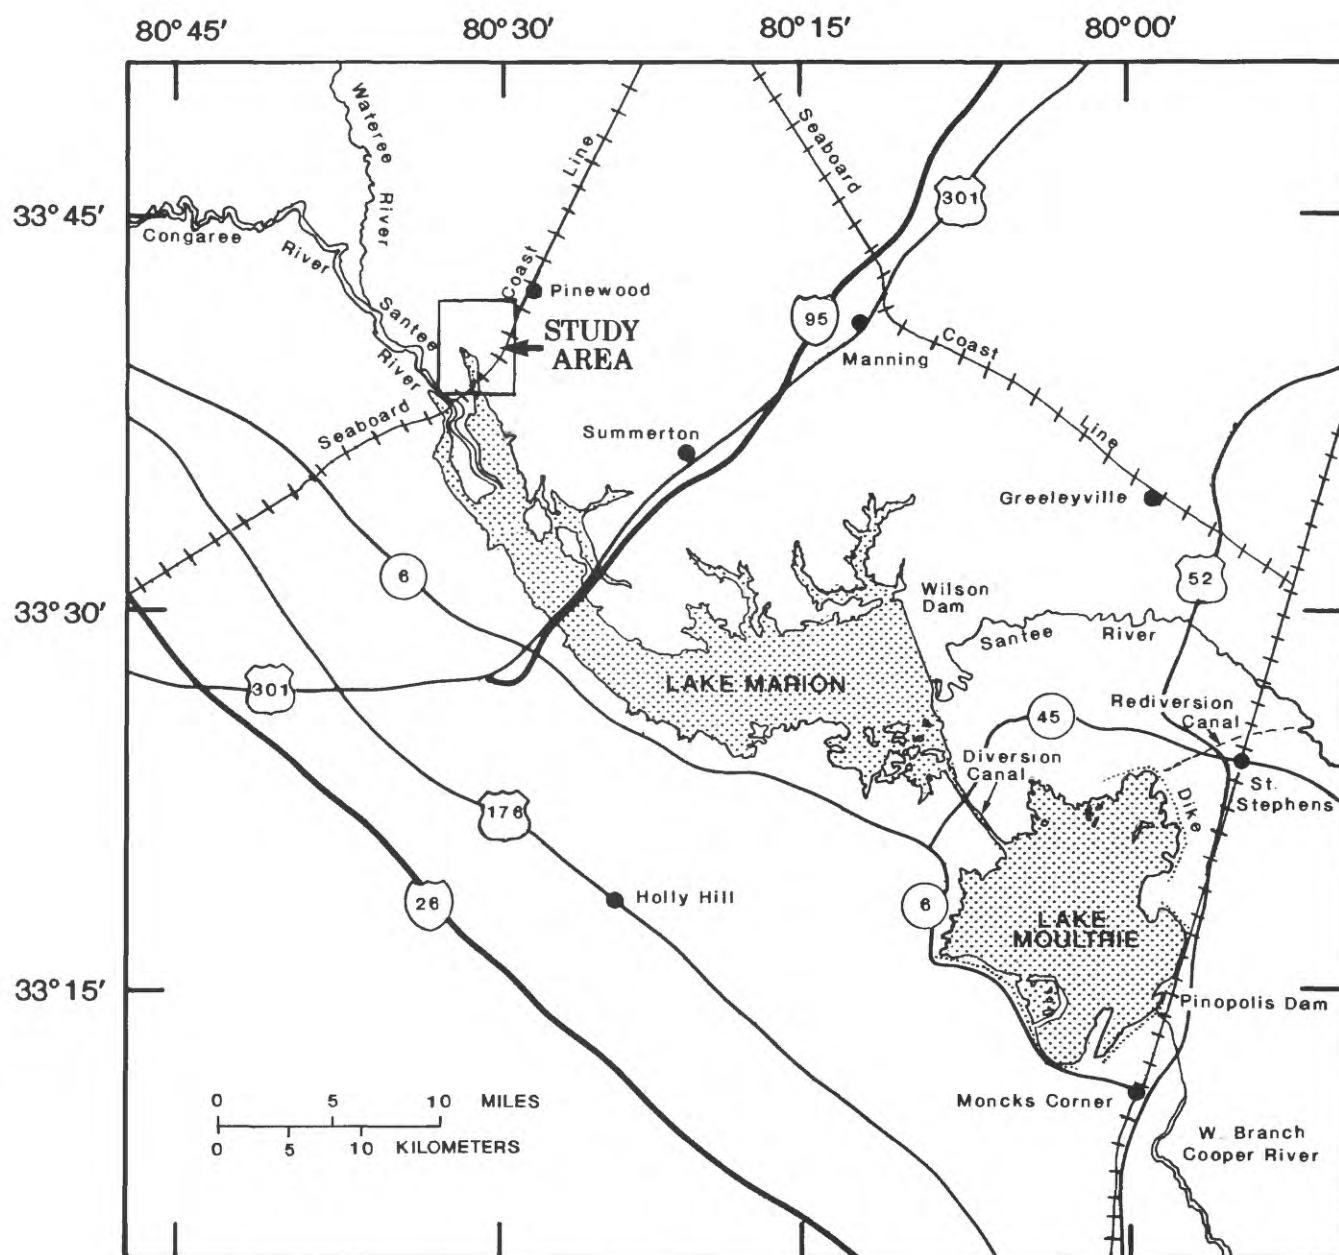 80°45′ 80°30′ 80°15′ 80°00′
Wateree
River
Line
Seaboard
301
33°45′
Congaree
River
Coast
Pinewood
Santee
River
STUDY
AREA
95
Manning
Coast
Seaboard
Summerton
Line
Greeleyville
6
52
33°30′
Wilson
Dam
Santee River
301
LAKE MARION
Rediversion
Canal
45
Diversion
Canal
St.
Stephens
Dike
176
Holly Hill
26
6
LAKE
MOULTRIE
33°15′
Pinopolis Dam
0 5 10 MILES
0 5 10 KILOMETERS
Moncks Corner
W. Branch
Cooper River